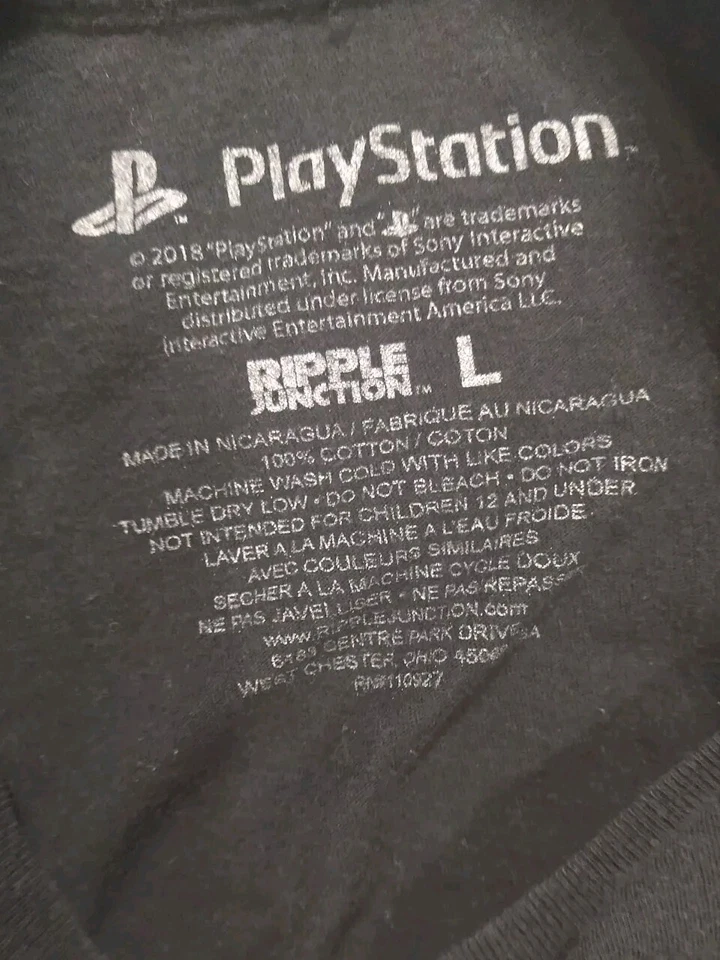 PlayStation™
© 2018 "PlayStation" and " " are trademarks
or registered trademarks of Sony Interactive
Entertainment, Inc. Manufactured and
distributed under license from Sony
Interactive Entertainment America LLC.
RIPPLE
JUNCTION™ L
MADE IN NICARAGUA / FABRIQUE AU NICARAGUA
100% COTTON / COTON
MACHINE WASH COLD WITH LIKE COLORS
TUMBLE DRY LOW • DO NOT BLEACH • DO NOT IRON
NOT INTENDED FOR CHILDREN 12 AND UNDER
LAVER A LA MACHINE A L'EAU FROIDE
AVEC COULEURS SIMILAIRES
SECHER A LA MACHINE CYCLE DOUX
NE PAS JAVELLISER • NE PAS REPASSER
www.RIPPLEJUNCTION.com
CENTRE PARK DRIVE
WEST CHESTER, OHIO
RN#110927